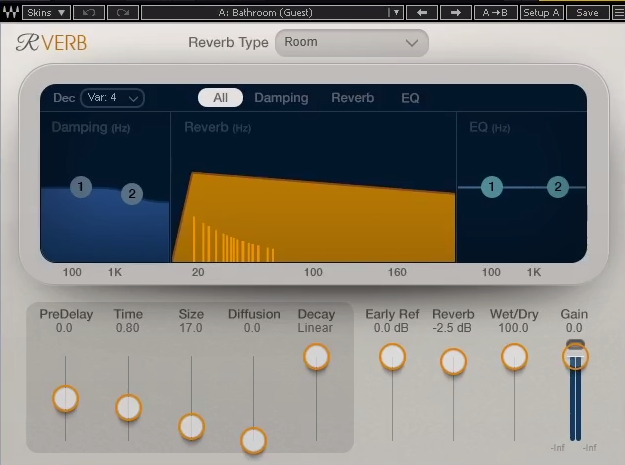 Skins A: Bathroom (Guest) A→B Setup A Save
RVERB Reverb Type Room
Dec Var: 4 All Damping Reverb EQ
Damping (Hz) Reverb (Hz) EQ (Hz)
1 2 1 2
100 1K 20 100 160 100 1K
PreDelay Time Size Diffusion Decay Early Ref Reverb Wet/Dry Gain
0.0 0.80 17.0 0.0 Linear 0.0 dB -2.5 dB 100.0 0.0
-Inf -Inf